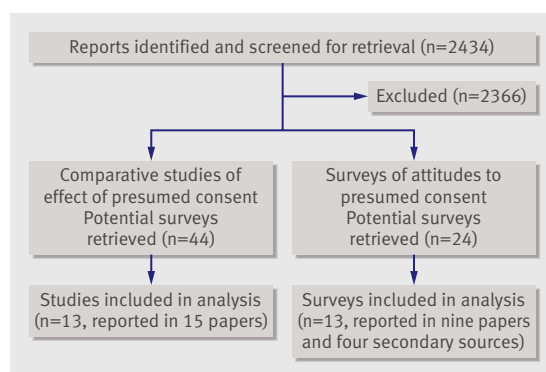 Reports identified and screened for retrieval (n=2434)
Excluded (n=2366)
Comparative studies of
effect of presumed consent
Potential surveys
retrieved (n=44)
Surveys of attitudes to
presumed consent
Potential surveys
retrieved (n=24)
Studies included in analysis
(n=13, reported in 15 papers)
Surveys included in analysis
(n=13, reported in nine papers
and four secondary sources)